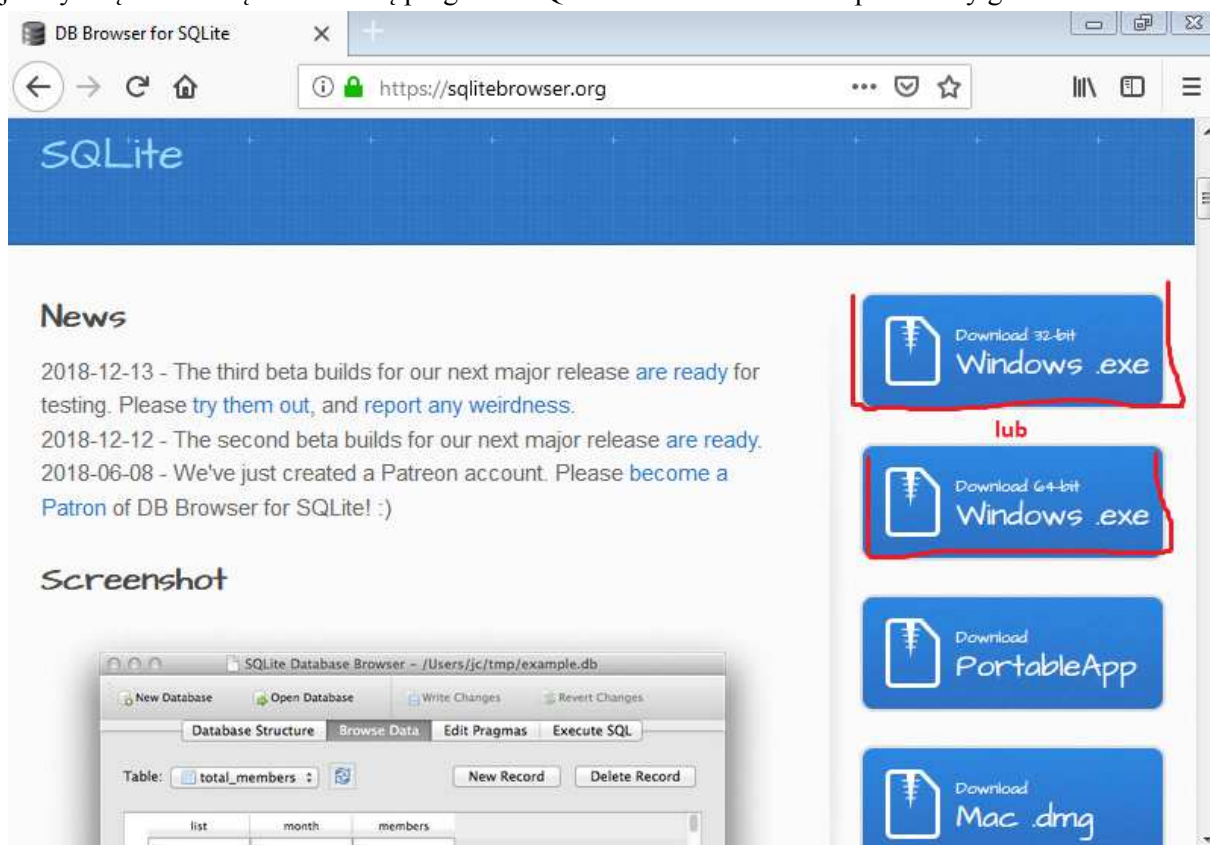 DB Browser for SQLite
https://sqlitebrowser.org
SQLite
News
2018-12-13 - The third beta builds for our next major release are ready for
testing. Please try them out, and report any weirdness.
2018-12-12 - The second beta builds for our next major release are ready.
2018-06-08 - We've just created a Patreon account. Please become a
Patron of DB Browser for SQLite! :)
Screenshot
SQLite Database Browser - /Users/jc/tmp/example.db
New Database Open Database Write Changes Revert Changes
Database Structure Browse Data Edit Pragmas Execute SQL
Table: total_members New Record Delete Record
list month members
Download 32-bit
Windows .exe
lub
Download 64-bit
Windows .exe
Download
PortableApp
Download
Mac .dmg